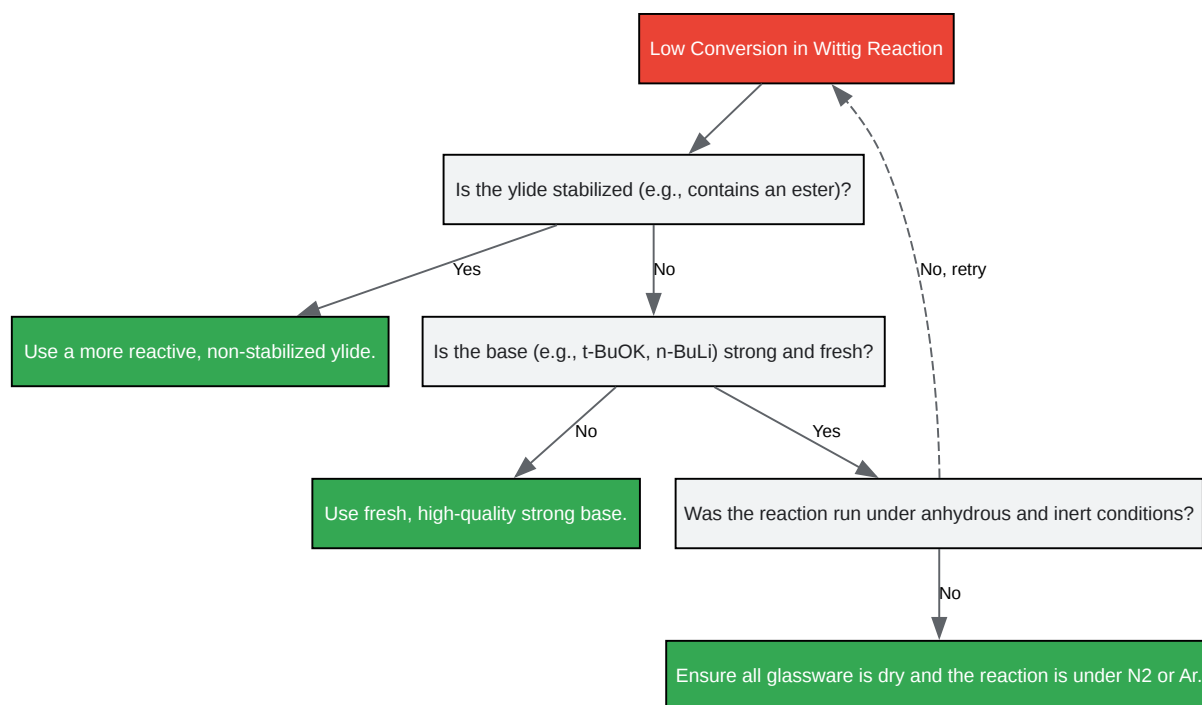 Low Conversion in Wittig Reaction
Is the ylide stabilized (e.g., contains an ester)?
Yes
No
No, retry
Use a more reactive, non-stabilized ylide.
Is the base (e.g., t-BuOK, n-BuLi) strong and fresh?
No
Yes
Use fresh, high-quality strong base.
Was the reaction run under anhydrous and inert conditions?
No
Ensure all glassware is dry and the reaction is under N2 or Ar.